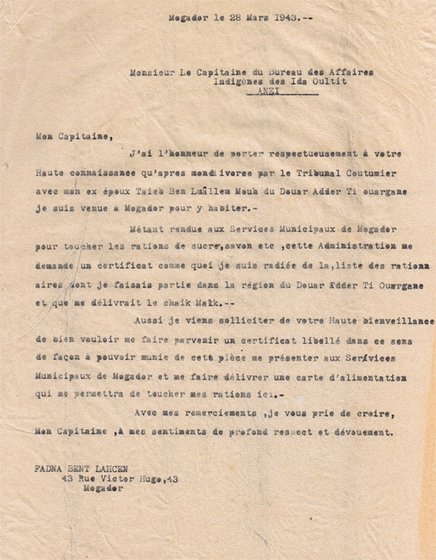 Mogador le 28 Mars 1943.--
Monsieur Le Capitaine du Bureau des Affaires
Indigènes des Ida Oultit
ANZI
Mon Capitaine,
J'ai l'honneur de porter respectueusement à votre
Haute connaissance qu'apres mon divorce par le Tribunal Coutumier
avec mon ex époux Taieb Ben Lmâllem Mouh du Douar Adder Ti ouargane
je suis venue à Mogador pour y habiter.-
Métant rendue aux Services Municipaux de Mogador
pour toucher les rations de sucre,savon etc ,cette Administration me
demande un certificat comme quoi je suis radiée de la,liste des rationn
aires dont je faisais partie dans la région du Douar Adder Ti Ouargane
et que me délivrait le chaik Malk.--
Aussi je viens solliciter de votre Haute bienveillance
de bien vouloir me faire parvenir un certificat libellé dans ce sens
de façon à pouvoir munie de cete pièce me présenter aux Services
Municipaux de Mogador et me faire délivrer une carte d'alimentation
qui me permettra de toucher mes rations ici.-
Avec mes remerciements ,je vous prie de croire,
Mon Capitaine ,à mes sentiments de profond respect et dévouement.
FADNA BENT LAHCEN
43 Rue Victor Hugo,43
Mogador